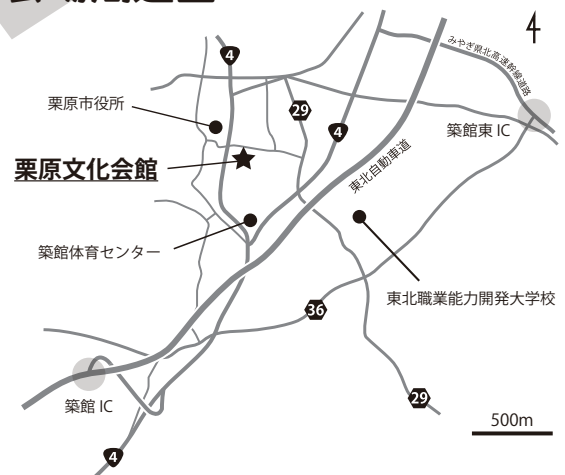 4
4
みやぎ県北高速幹線道路
栗原市役所
29
4
築館東 IC
栗原文化会館
東北自動車道
築館体育センター
東北職業能力開発大学校
36
築館 IC
29
500m
4